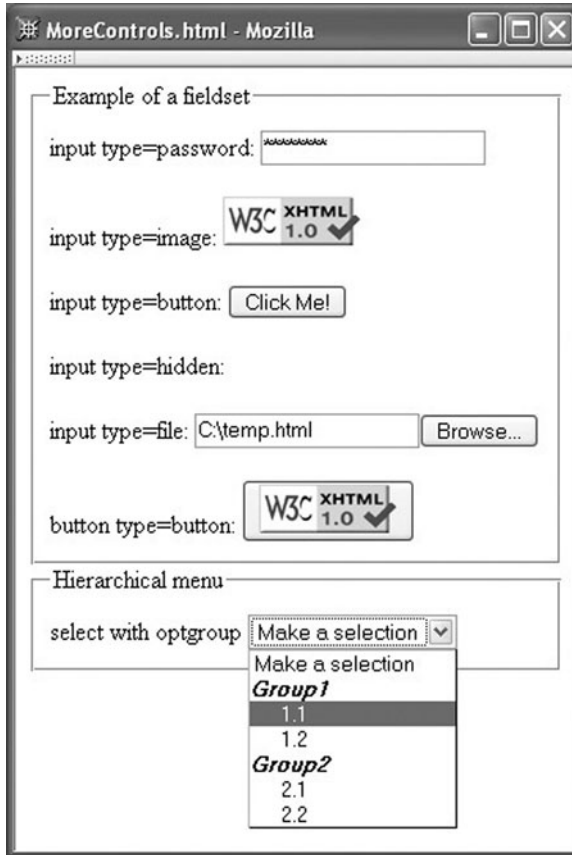 MoreControls.html - Mozilla
Example of a fieldset
input type=password: ********
input type=image: W3C XHTML 1.0
input type=button: Click Me!
input type=hidden:
input type=file: C:\temp.html Browse...
button type=button: W3C XHTML 1.0
Hierarchical menu
select with optgroup Make a selection
Make a selection
Group1
1.1
1.2
Group2
2.1
2.2